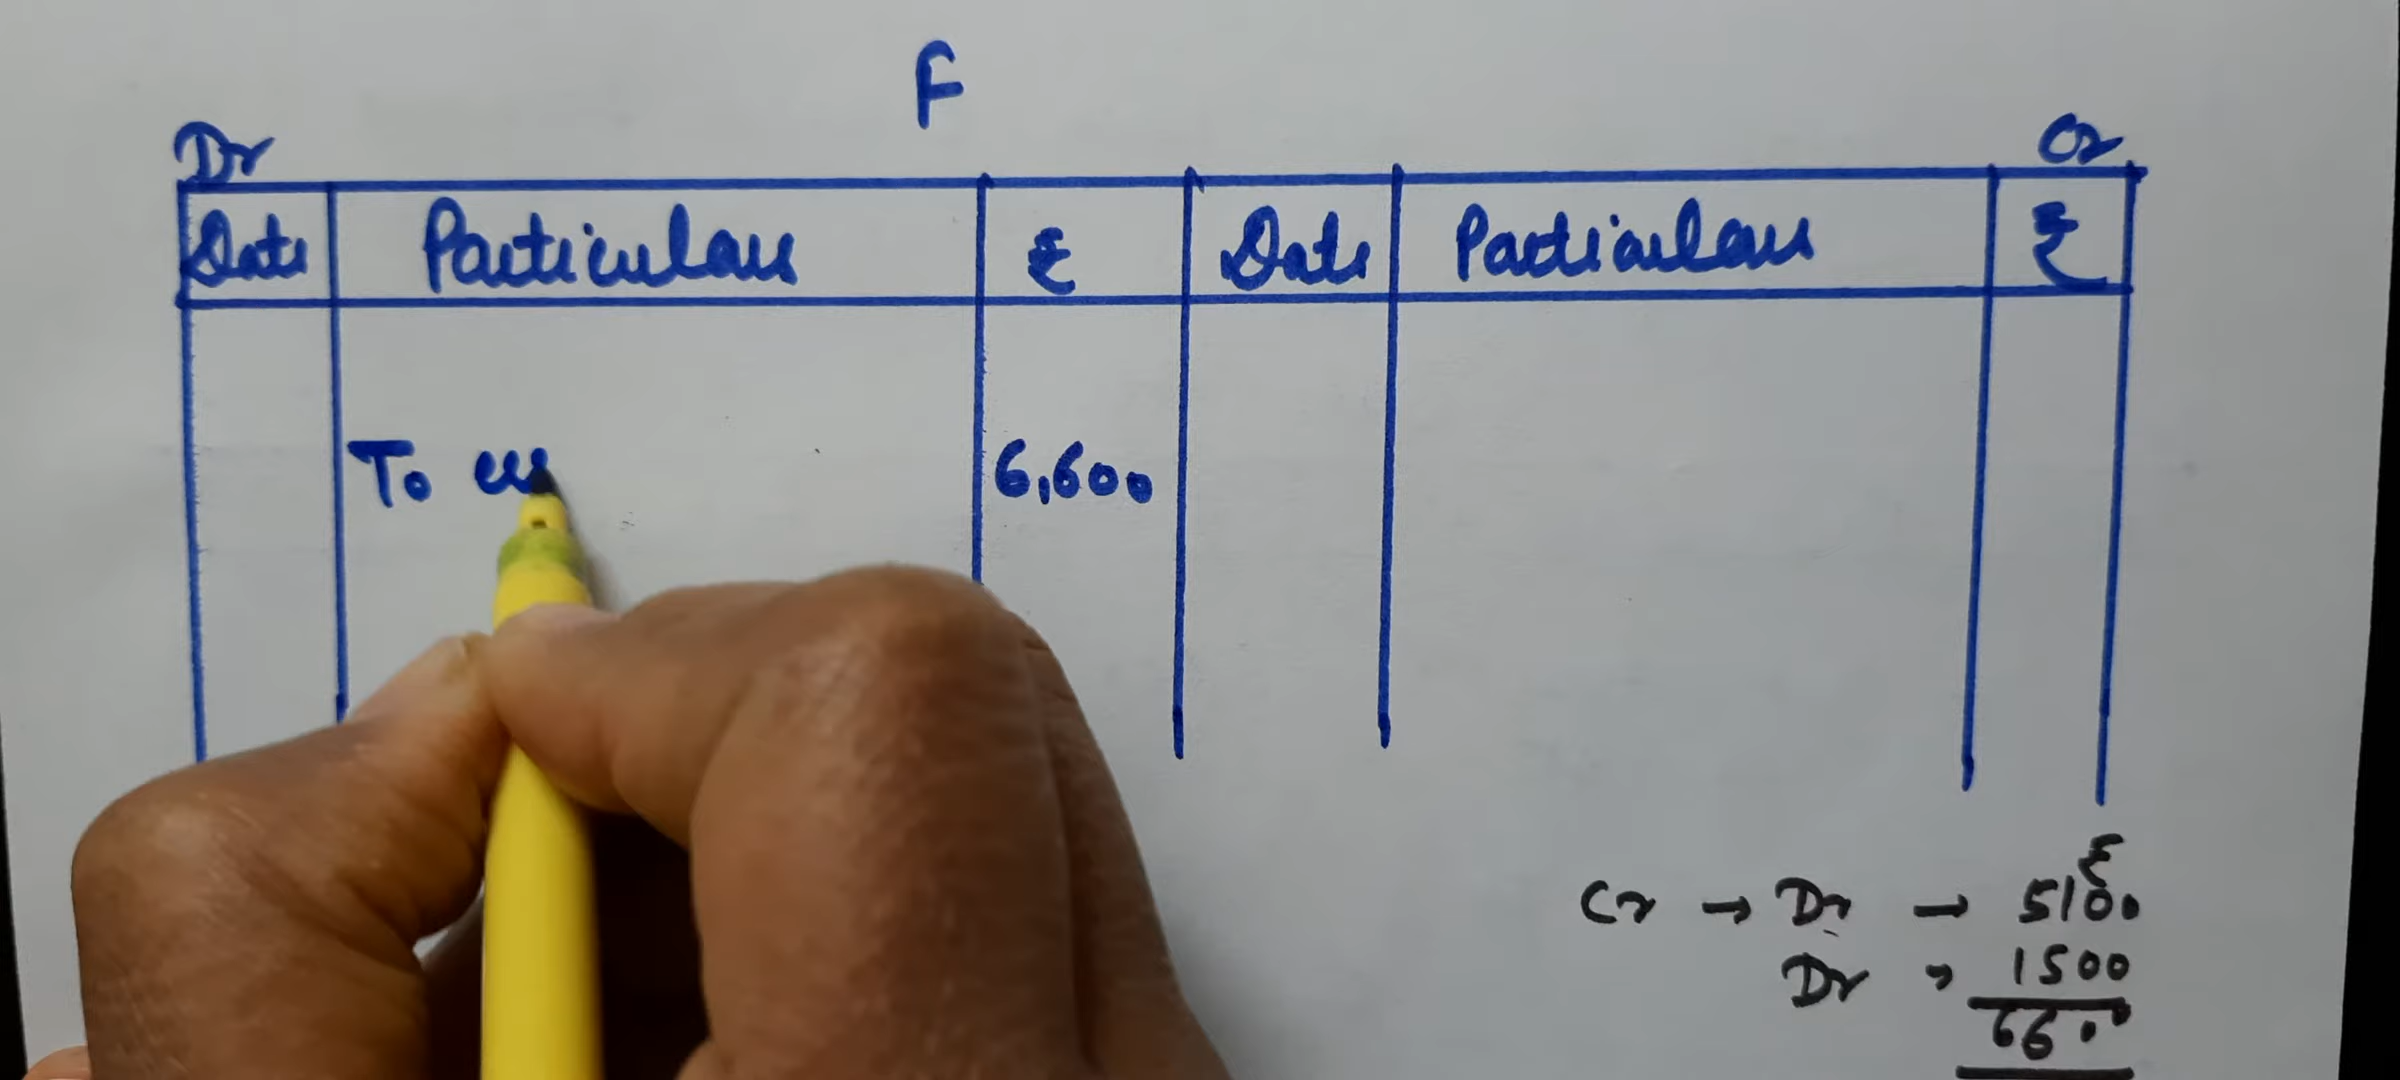 F
Dr Cr
Date Particulars ₹ Date Particulars ₹
To 6,600
₹
Cr → Dr → 5100
Dr " 1500
6600